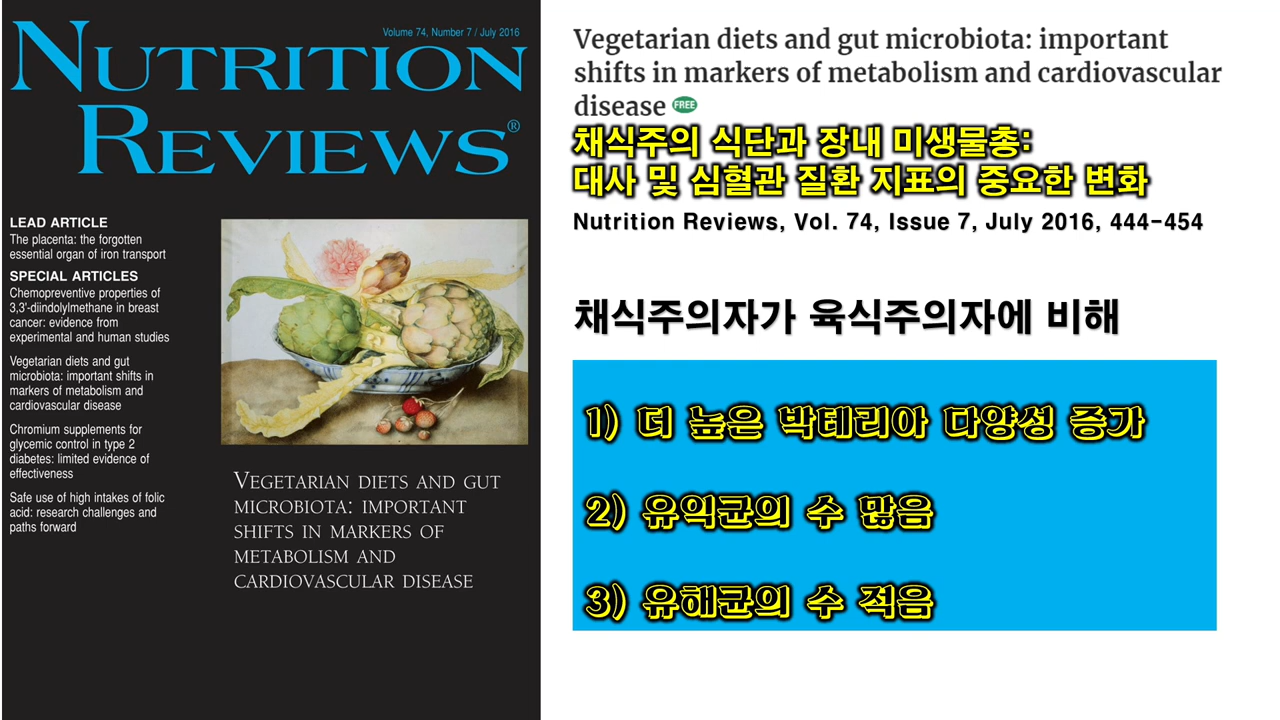 Volume 74, Number 7 / July 2016
NUTRITION
REVIEWS®
LEAD ARTICLE
The placenta: the forgotten
essential organ of iron transport
SPECIAL ARTICLES
Chemopreventive properties of
3,3'-diindolylmethane in breast
cancer: evidence from
experimental and human studies
Vegetarian diets and gut
microbiota: important shifts in
markers of metabolism and
cardiovascular disease
Chromium supplements for
glycemic control in type 2
diabetes: limited evidence of
effectiveness
Safe use of high intakes of folic
acid: research challenges and
paths forward
VEGETARIAN DIETS AND GUT
MICROBIOTA: IMPORTANT
SHIFTS IN MARKERS OF
METABOLISM AND
CARDIOVASCULAR DISEASE
Vegetarian diets and gut microbiota: important
shifts in markers of metabolism and cardiovascular
disease FREE
채식주의 식단과 장내 미생물총:
대사 및 심혈관 질환 지표의 중요한 변화
Nutrition Reviews, Vol. 74, Issue 7, July 2016, 444-454
채식주의자가 육식주의자에 비해
1) 더 높은 박테리아 다양성 증가
2) 유익균의 수 많음
3) 유해균의 수 적음